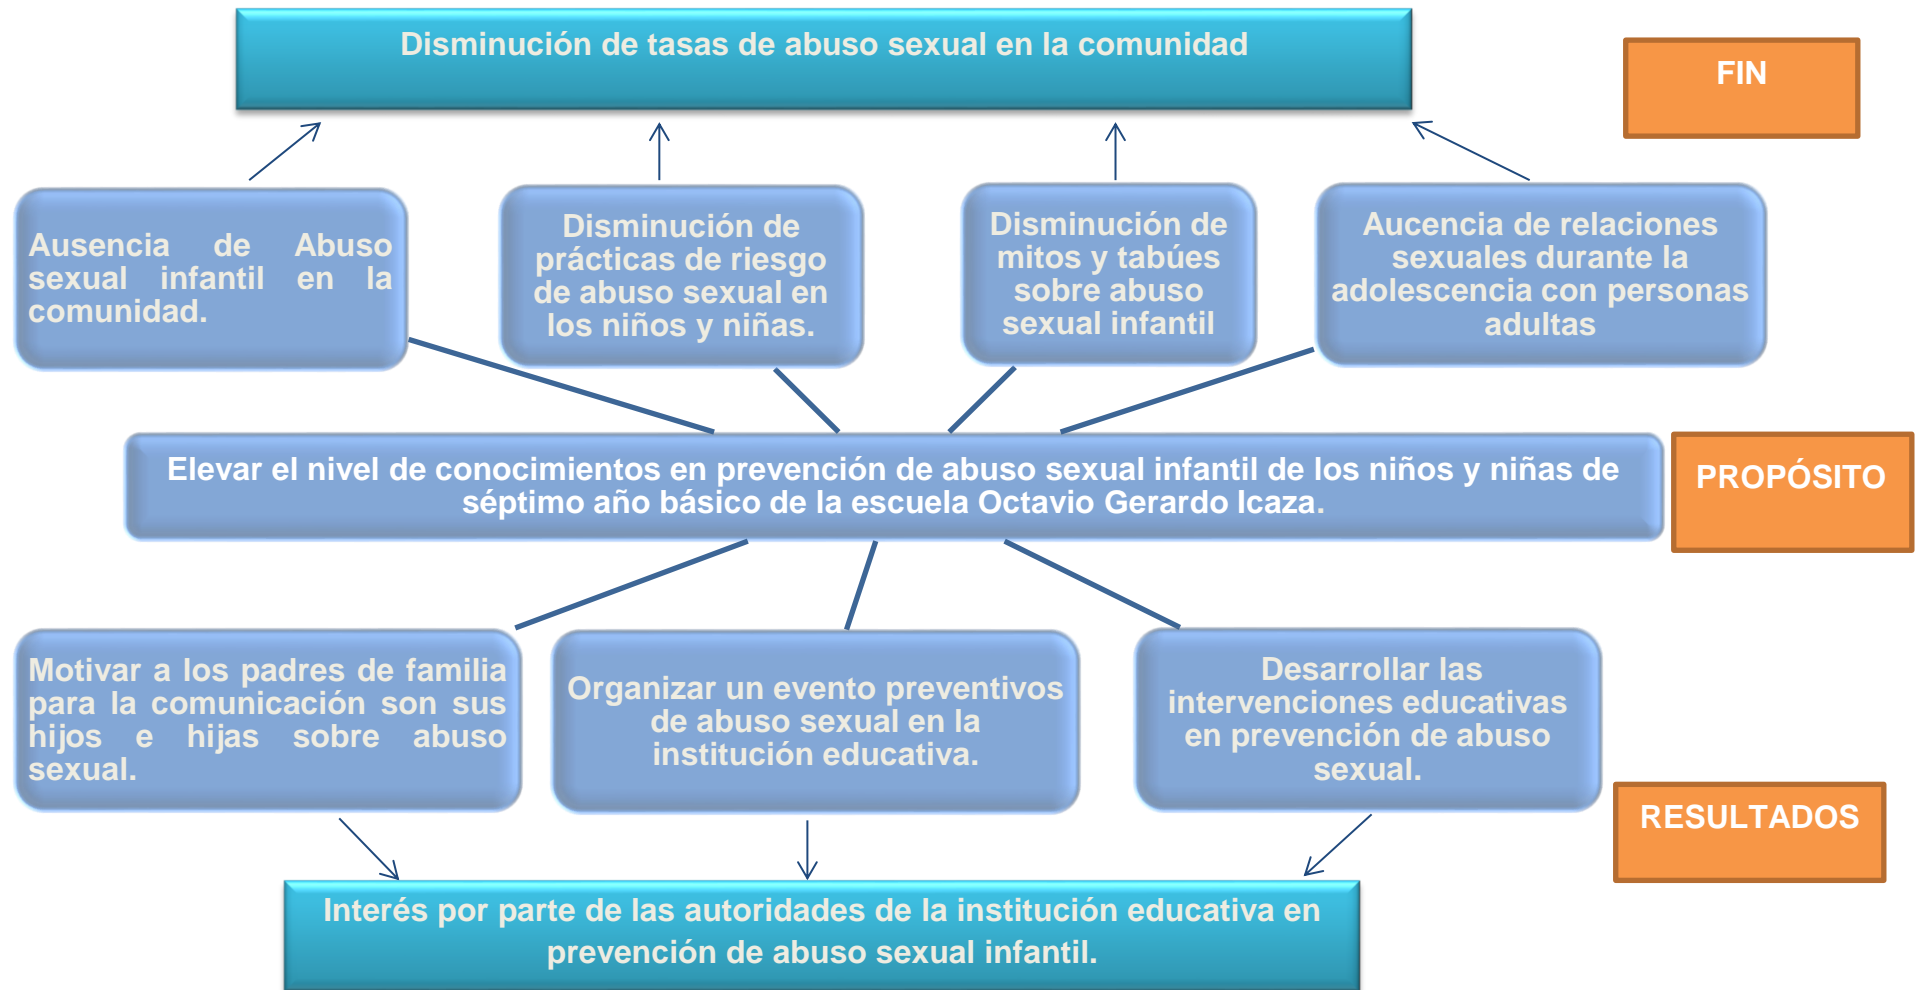 Disminución de tasas de abuso sexual en la comunidad
FIN
Ausencia de Abuso
sexual infantil en la
comunidad.
Disminución de
prácticas de riesgo
de abuso sexual en
los niños y niñas.
Disminución de
mitos y tabúes
sobre abuso
sexual infantil
Aucencia de relaciones
sexuales durante la
adolescencia con personas
adultas
Elevar el nivel de conocimientos en prevención de abuso sexual infantil de los niños y niñas de
séptimo año básico de la escuela Octavio Gerardo Icaza.
PROPÓSITO
Motivar a los padres de familia
para la comunicación son sus
hijos e hijas sobre abuso
sexual.
Organizar un evento preventivos
de abuso sexual en la
institución educativa.
Desarrollar las
intervenciones educativas
en prevención de abuso
sexual.
RESULTADOS
Interés por parte de las autoridades de la institución educativa en
prevención de abuso sexual infantil.